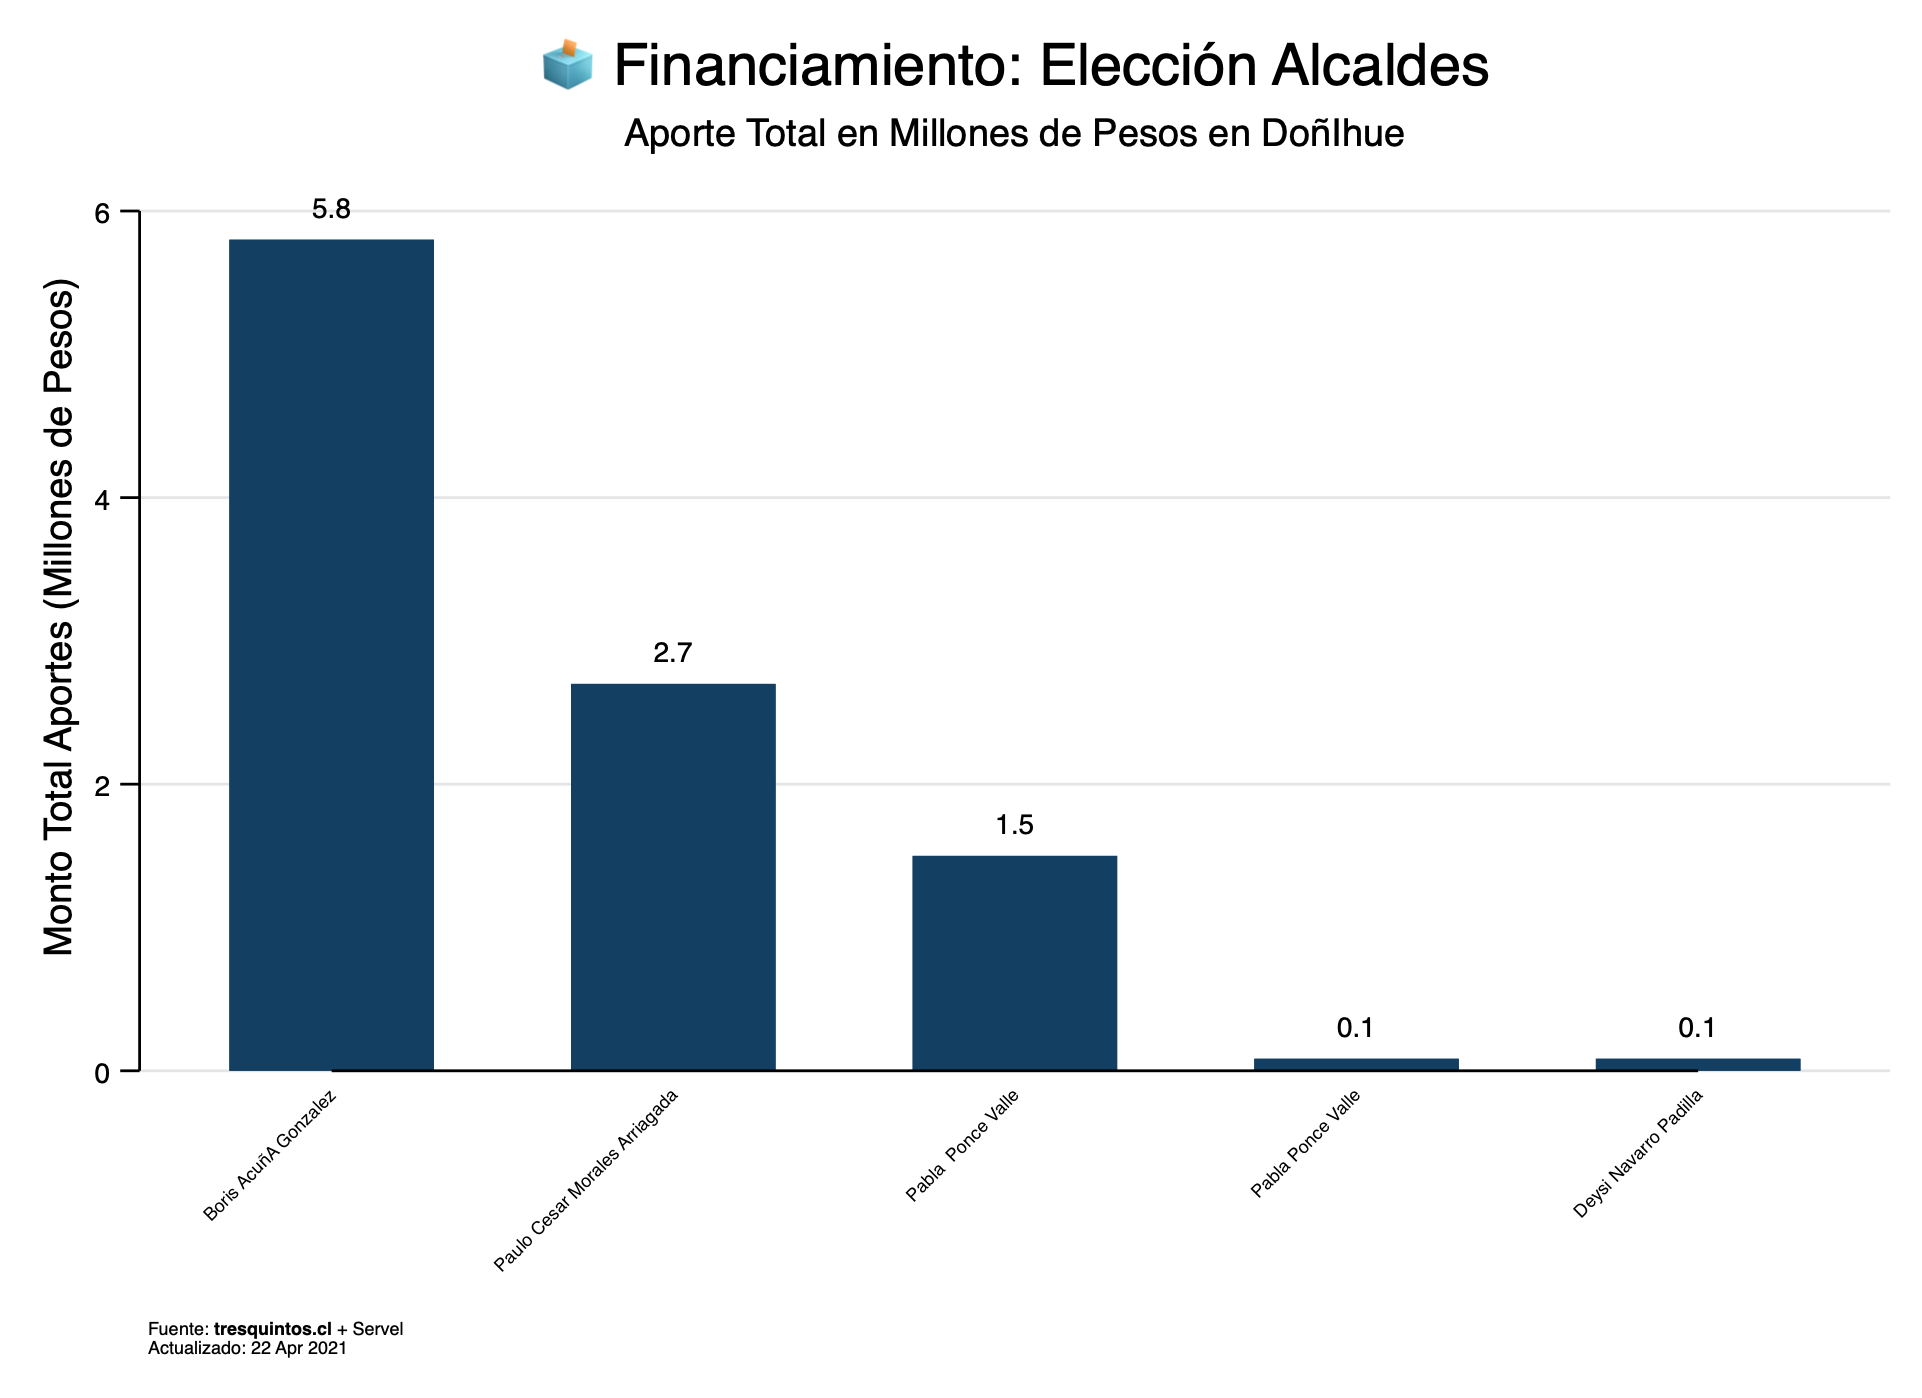 Financiamiento: Elección Alcaldes
Aporte Total en Millones de Pesos en DoñIhue
Monto Total Aportes (Millones de Pesos)
6
4
2
0
5.8
2.7
1.5
0.1
0.1
Boris AcuñA Gonzalez
Paulo Cesar Morales Arriagada
Pabla  Ponce Valle
Pabla Ponce Valle
Deysi Navarro Padilla
Fuente: tresquintos.cl + Servel
Actualizado: 22 Apr 2021